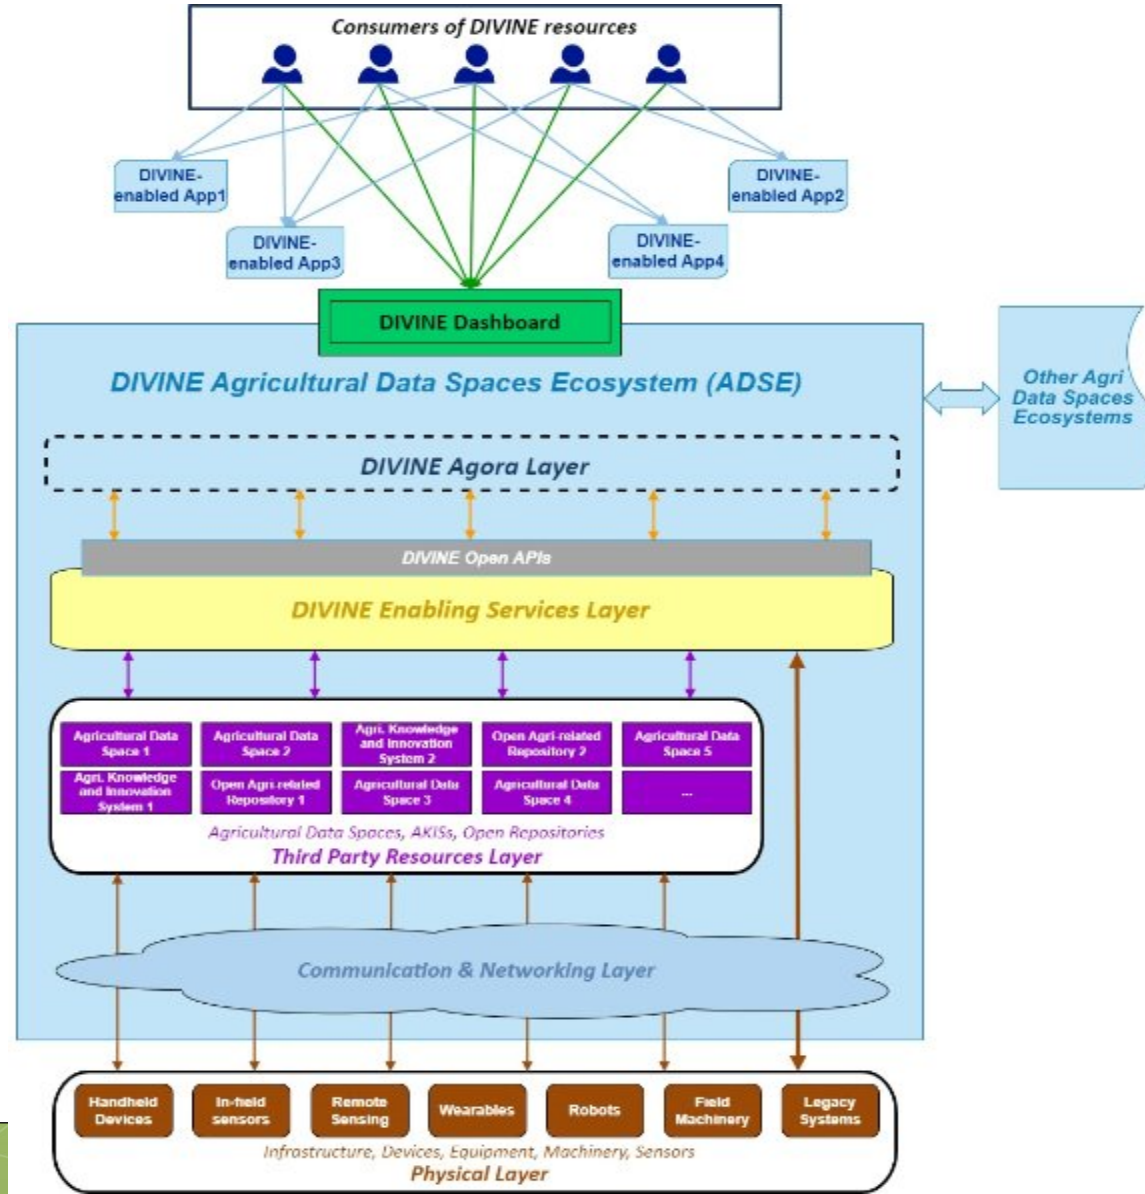 Consumers of DIVINE resources
DIVINE-
enabled App1
DIVINE-
enabled App2
DIVINE-
enabled App3
DIVINE-
enabled App4
DIVINE Dashboard
DIVINE Agricultural Data Spaces Ecosystem (ADSE)
Other Agri
Data Spaces
Ecosystems
DIVINE Agora Layer
DIVINE Open APIs
DIVINE Enabling Services Layer
Agricultural Data
Space 1
Agricultural Data
Space 2
Agri. Knowledge
and Innovation
System 2
Open Agri-related
Repository 2
Agricultural Data
Space 5
Agri. Knowledge
and Innovation
System 1
Open Agri-related
Repository 1
Agricultural Data
Space 3
Agricultural Data
Space 4
...
Agricultural Data Spaces, AKISs, Open Repositories
Third Party Resources Layer
Communication & Networking Layer
Handheld
Devices
In-field
sensors
Remote
Sensing
Wearables
Robots
Field
Machinery
Legacy
Systems
Infrastructure, Devices, Equipment, Machinery, Sensors
Physical Layer